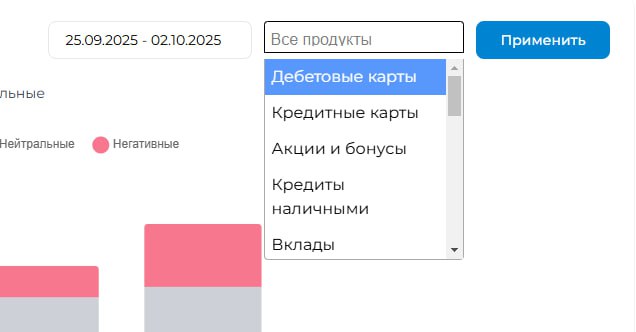 25.09.2025 - 02.10.2025
Все продукты
Применить
Дебетовые карты
льные
Кредитные карты
Нейтральные
Негативные
Акции и бонусы
Кредиты
наличными
Вклады